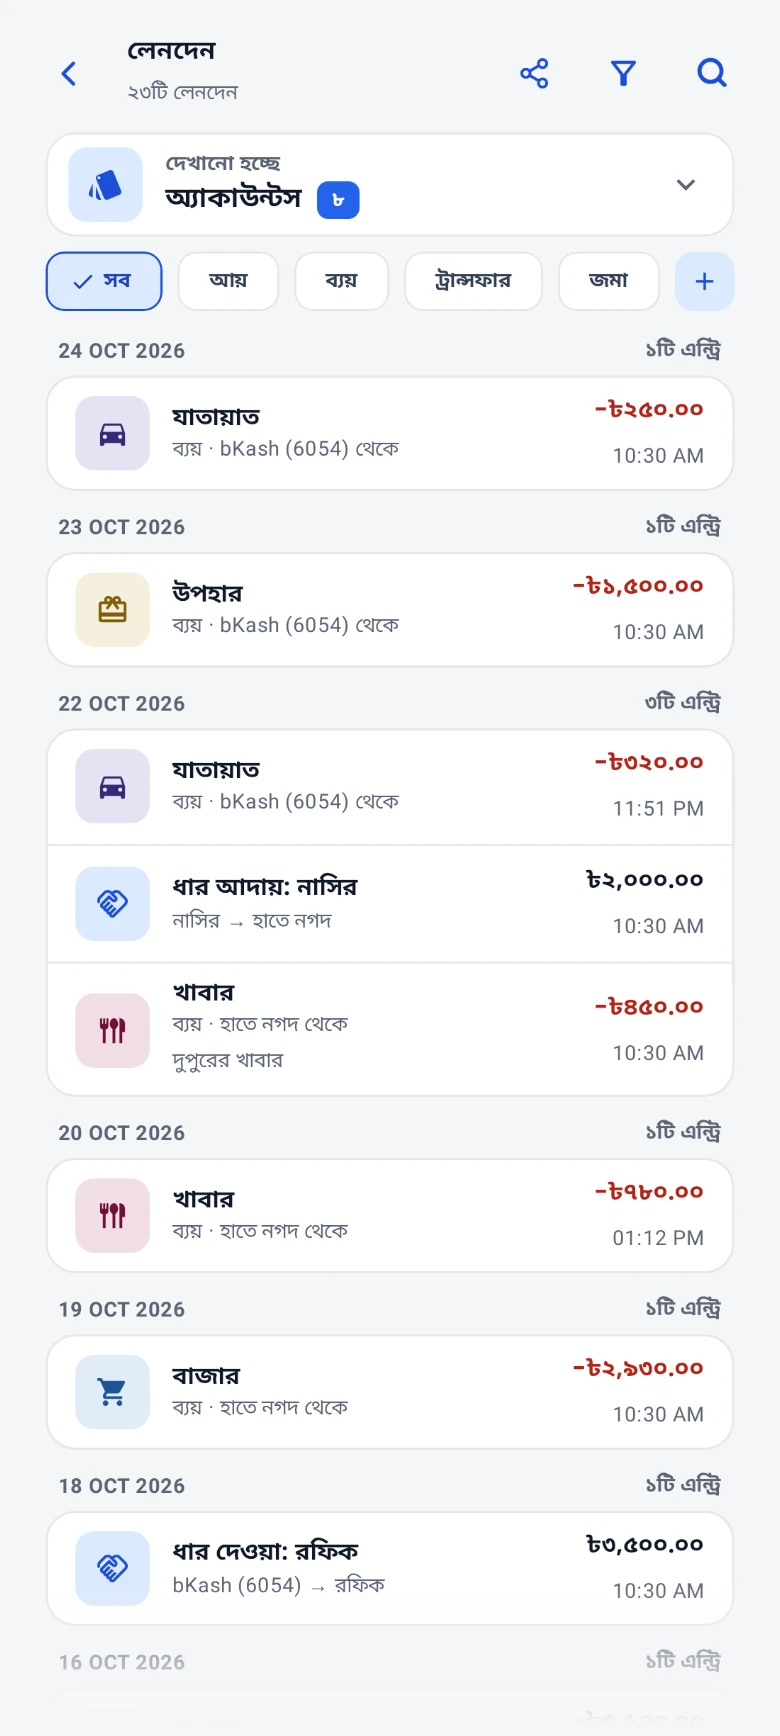 লেনদেন
২৩টি লেনদেন
দেখানো হচ্ছে
অ্যাকাউন্টস ৮
সব আয় ব্যয় ট্রান্সফার জমা +
24 OCT 2026 ১টি এন্ট্রি
যাতায়াত −৳২৫০.০০
ব্যয় · bKash (6054) থেকে 10:30 AM
23 OCT 2026 ১টি এন্ট্রি
উপহার −৳১,৫০০.০০
ব্যয় · bKash (6054) থেকে 10:30 AM
22 OCT 2026 ৩টি এন্ট্রি
যাতায়াত −৳৩২০.০০
ব্যয় · bKash (6054) থেকে 11:51 PM
ধার আদায়: নাসির ৳২,০০০.০০
নাসির → হাতে নগদ 10:30 AM
খাবার −৳৪৫০.০০
ব্যয় · হাতে নগদ থেকে 10:30 AM
দুপুরের খাবার
20 OCT 2026 ১টি এন্ট্রি
খাবার −৳৭৮০.০০
ব্যয় · হাতে নগদ থেকে 01:12 PM
19 OCT 2026 ১টি এন্ট্রি
বাজার −৳২,৯৩০.০০
ব্যয় · হাতে নগদ থেকে 10:30 AM
18 OCT 2026 ১টি এন্ট্রি
ধার দেওয়া: রফিক ৳৩,৫০০.০০
bKash (6054) → রফিক 10:30 AM
16 OCT 2026 ১টি এন্ট্রি